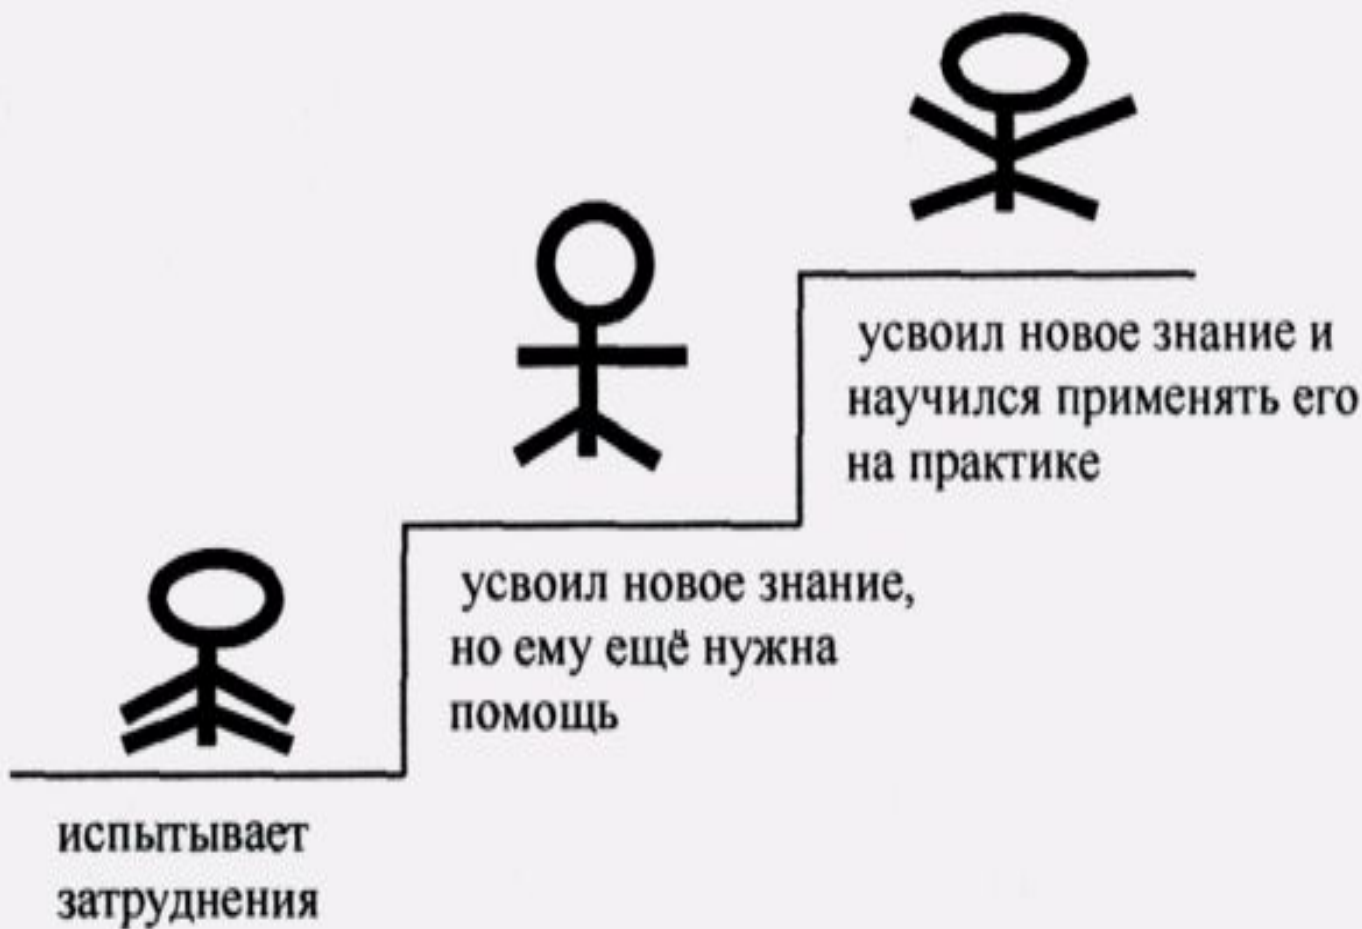 усвоил новое знание и
научился применять его
на практике
усвоил новое знание,
но ему ещё нужна
помощь
испытывает
затруднения